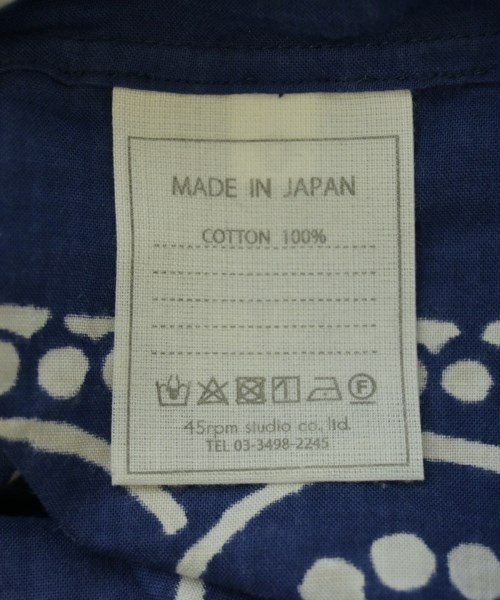 MADE IN JAPAN
COTTON 100%
F
45rpm studio co., ltd.
TEL 03-3498-2245